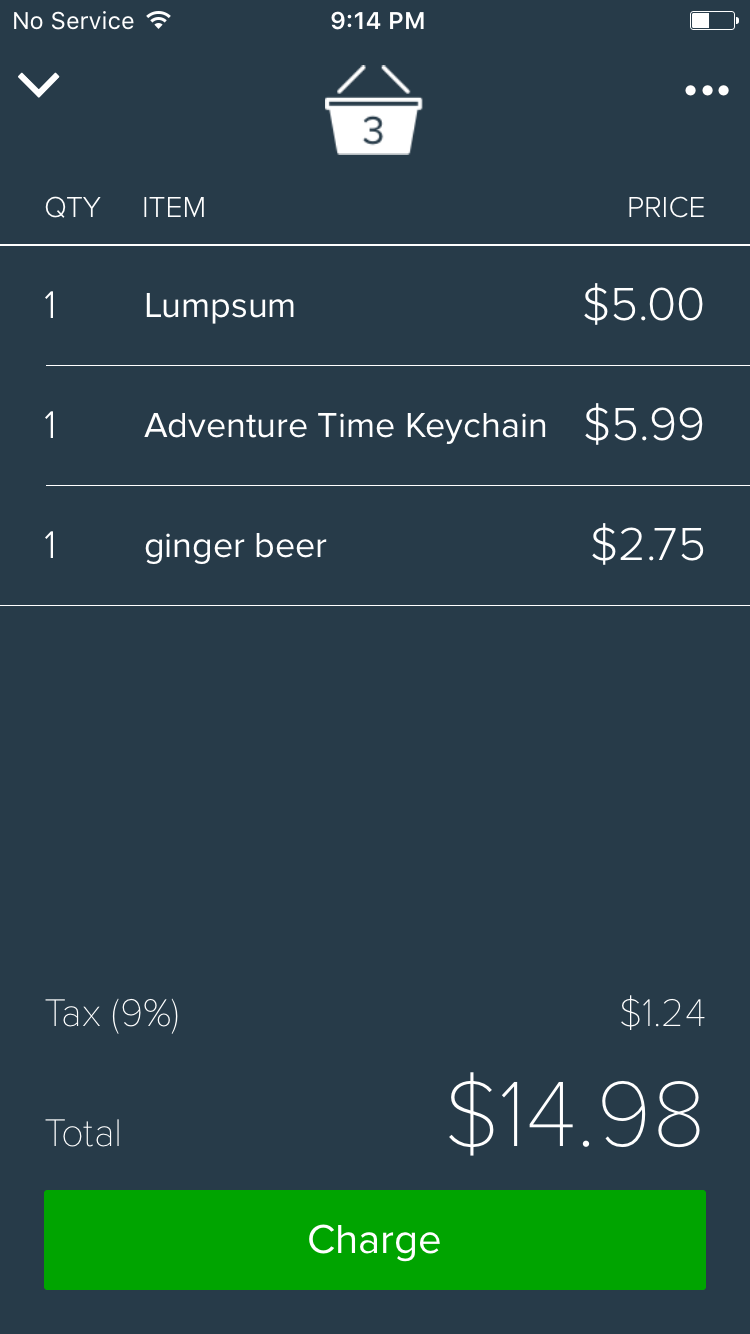 No Service 9:14 PM
3
QTY ITEM PRICE
1 Lumpsum $5.00
1 Adventure Time Keychain $5.99
1 ginger beer $2.75
Tax (9%) $1.24
Total $14.98
Charge